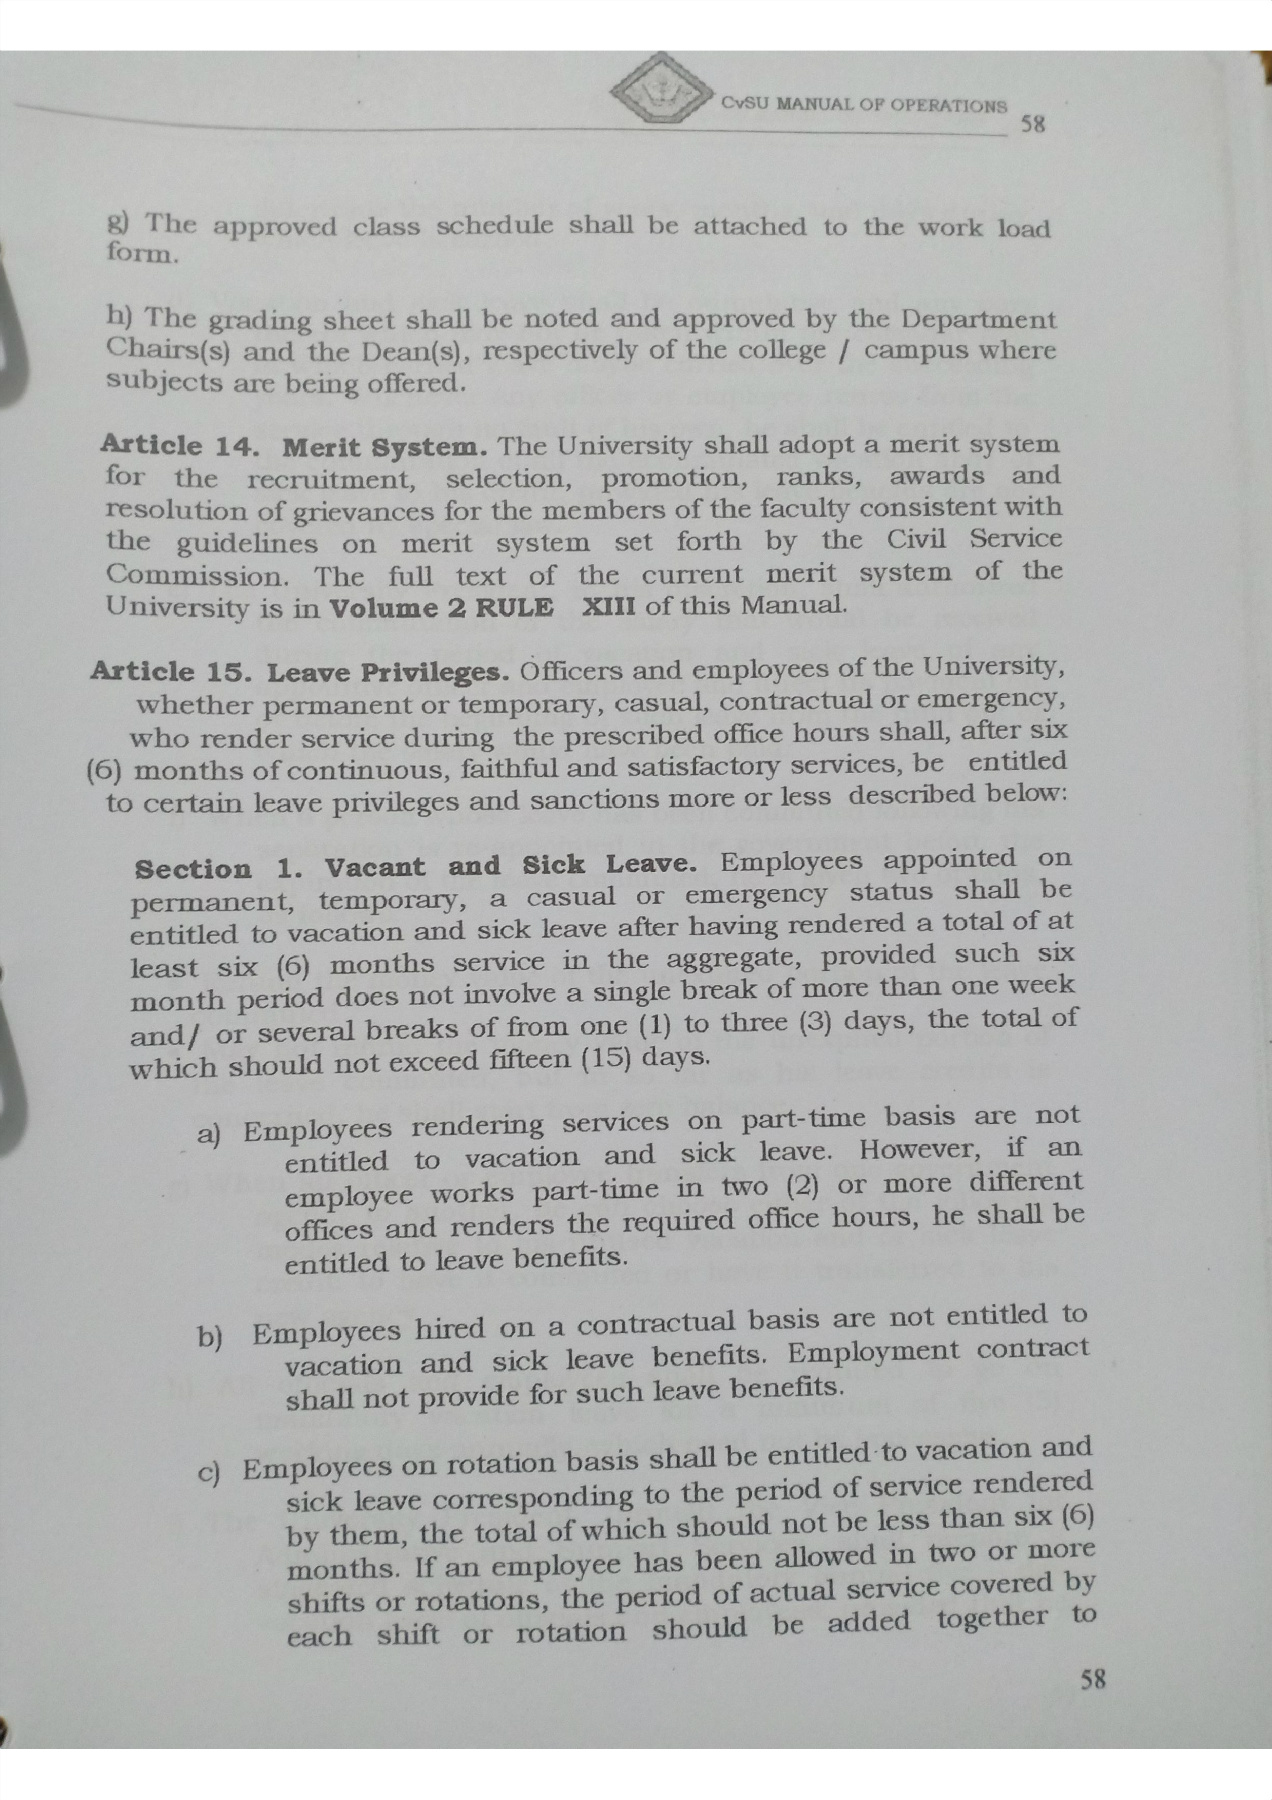 CvSU MANUAL OF OPERATIONS
58
g) The approved class schedule shall be attached to the work load
form.
h) The grading sheet shall be noted and approved by the Department
Chairs(s) and the Dean(s), respectively of the college / campus where
subjects are being offered.
Article 14. Merit System. The University shall adopt a merit system
for the recruitment, selection, promotion, ranks, awards and
resolution of grievances for the members of the faculty consistent with
the guidelines on merit system set forth by the Civil Service
Commission. The full text of the current merit system of the
University is in Volume 2 RULE XIII of this Manual.
Article 15. Leave Privileges. Officers and employees of the University,
whether permanent or temporary, casual, contractual or emergency,
who render service during the prescribed office hours shall, after six
(6) months of continuous, faithful and satisfactory services, be entitled
to certain leave privileges and sanctions more or less described below:
Section 1. Vacant and Sick Leave. Employees appointed on
permanent, temporary, a casual or emergency status shall be
entitled to vacation and sick leave after having rendered a total of at
least six (6) months service in the aggregate, provided such six
month period does not involve a single break of more than one week
and/ or several breaks of from one (1) to three (3) days, the total of
which should not exceed fifteen (15) days.
a) Employees rendering services on part-time basis are not
entitled to vacation and sick leave. However, if an
employee works part-time in two (2) or more different
offices and renders the required office hours, he shall be
entitled to leave benefits.
b) Employees hired on a contractual basis are not entitled to
vacation and sick leave benefits. Employment contract
shall not provide for such leave benefits.
c) Employees on rotation basis shall be entitled to vacation and
sick leave corresponding to the period of service rendered
by them, the total of which should not be less than six (6)
months. If an employee has been allowed in two or more
shifts or rotations, the period of actual service covered by
each shift or rotation should be added together to
58